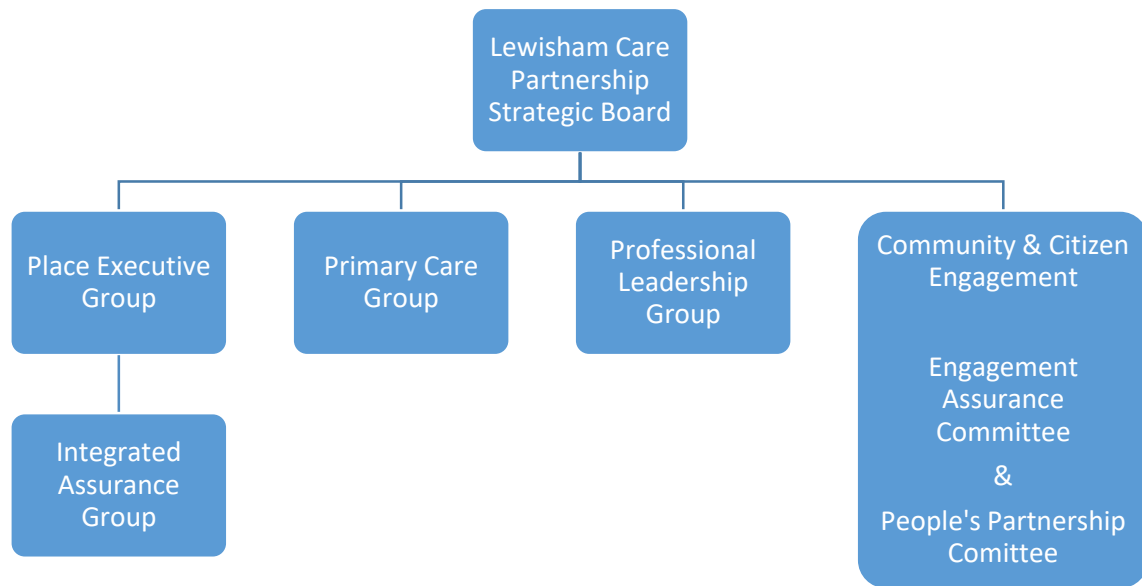 Lewisham Care
Partnership
Strategic Board
Place Executive
Group
Primary Care
Group
Professional
Leadership
Group
Community & Citizen
Engagement
Engagement
Assurance
Committee
&
People's Partnership
Comittee
Integrated
Assurance
Group